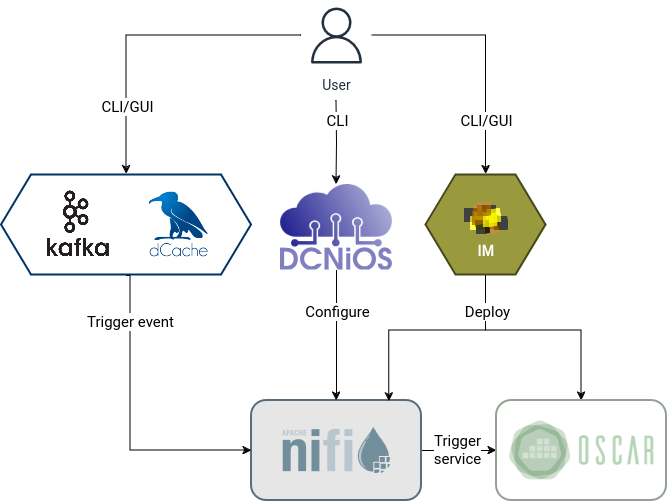 User
CLI/GUI
CLI
CLI/GUI
kafka
dCache
DCNiOS
IM
Trigger event
Configure
Deploy
APACHE
nifi
Trigger
service
OSCAR